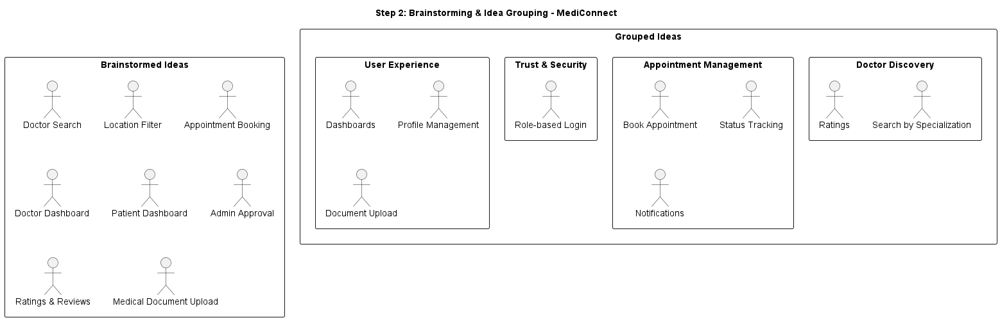 Step 2: Brainstorming & Idea Grouping - MediConnect
Brainstormed Ideas
Doctor Search
Location Filter
Appointment Booking
Doctor Dashboard
Patient Dashboard
Admin Approval
Ratings & Reviews
Medical Document Upload
Grouped Ideas
User Experience
Dashboards
Profile Management
Document Upload
Trust & Security
Role-based Login
Appointment Management
Book Appointment
Status Tracking
Notifications
Doctor Discovery
Ratings
Search by Specialization